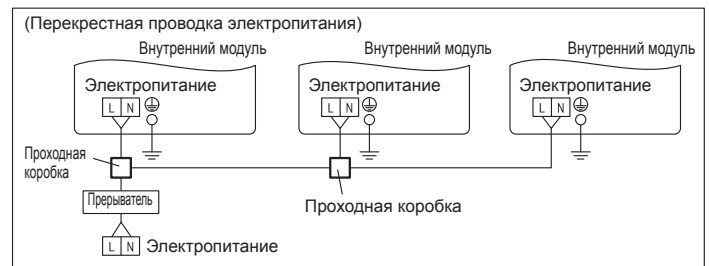 (Перекрестная проводка электропитания)
Внутренний модуль Внутренний модуль Внутренний модуль
Электропитание Электропитание Электропитание
L N L N L N
Проходная
коробка
Прерыватель
Проходная коробка
L N Электропитание